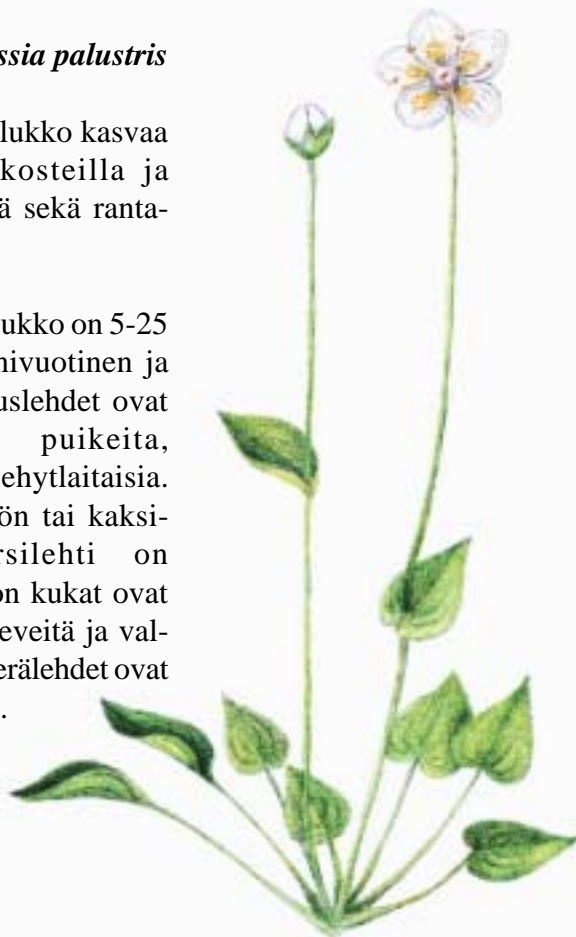 ssia palustris
lukko kasvaa
kosteilla ja
ä sekä ranta-
ukko on 5-25
nivuotinen ja
uslehdet ovat
puikeita,
ehytlaitaisia.
ön tai kaksi-
rsilehti on
on kukat ovat
eveitä ja val-
erälehdet ovat
.